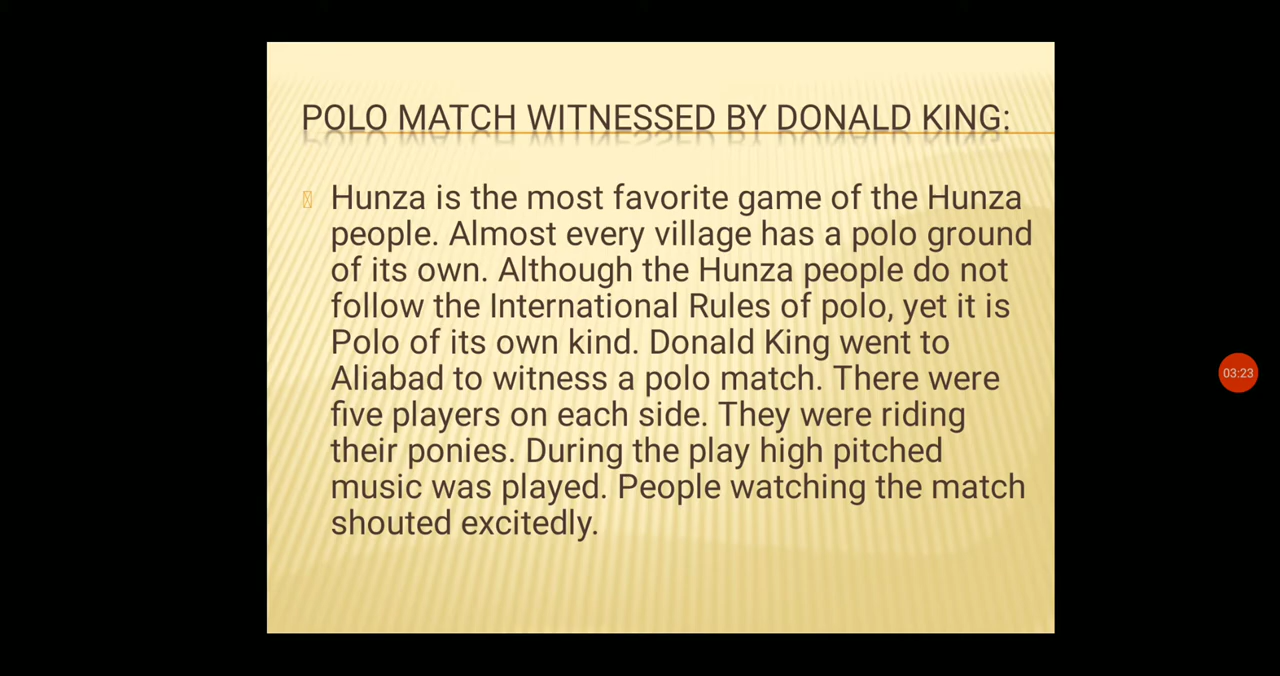 POLO MATCH WITNESSED BY DONALD KING:
Hunza is the most favorite game of the Hunza
people. Almost every village has a polo ground
of its own. Although the Hunza people do not
follow the International Rules of polo, yet it is
Polo of its own kind. Donald King went to
Aliabad to witness a polo match. There were
five players on each side. They were riding
their ponies. During the play high pitched
music was played. People watching the match
shouted excitedly.
03:23